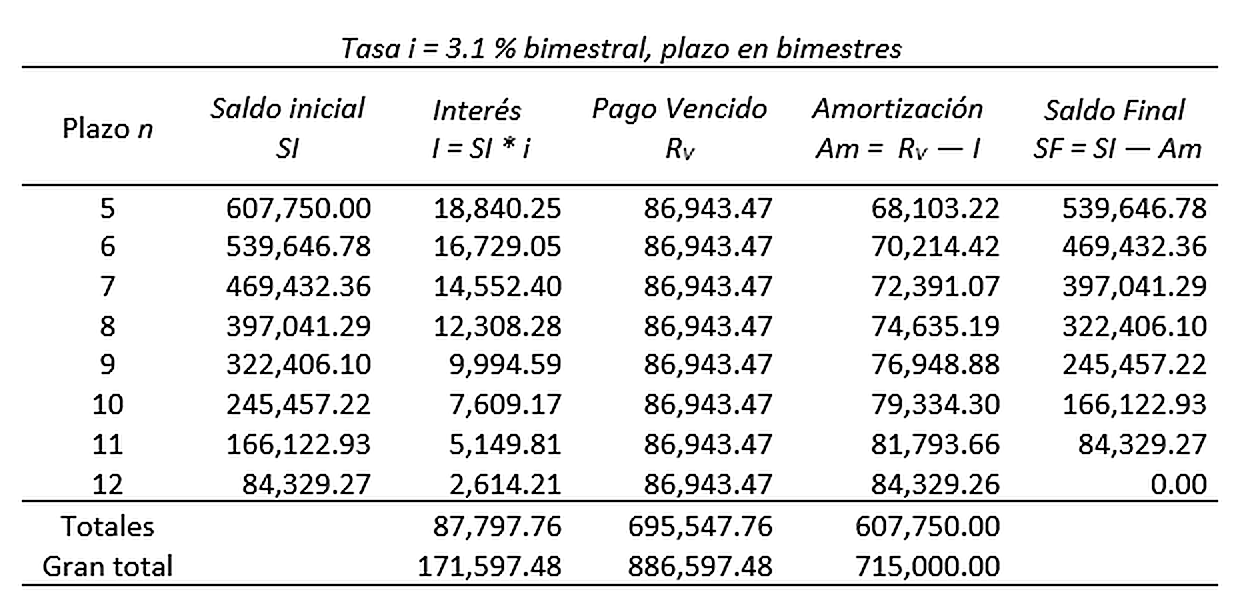 Tasa i = 3.1 % bimestral, plazo en bimestres
Plazo n Saldo inicial SI Interés I = SI * i Pago Vencido Rv Amortización Am = Rv — I Saldo Final SF = SI — Am
5 607,750.00 18,840.25 86,943.47 68,103.22 539,646.78
6 539,646.78 16,729.05 86,943.47 70,214.42 469,432.36
7 469,432.36 14,552.40 86,943.47 72,391.07 397,041.29
8 397,041.29 12,308.28 86,943.47 74,635.19 322,406.10
9 322,406.10 9,994.59 86,943.47 76,948.88 245,457.22
10 245,457.22 7,609.17 86,943.47 79,334.30 166,122.93
11 166,122.93 5,149.81 86,943.47 81,793.66 84,329.27
12 84,329.27 2,614.21 86,943.47 84,329.26 0.00
Totales 87,797.76 695,547.76 607,750.00
Gran total 171,597.48 886,597.48 715,000.00